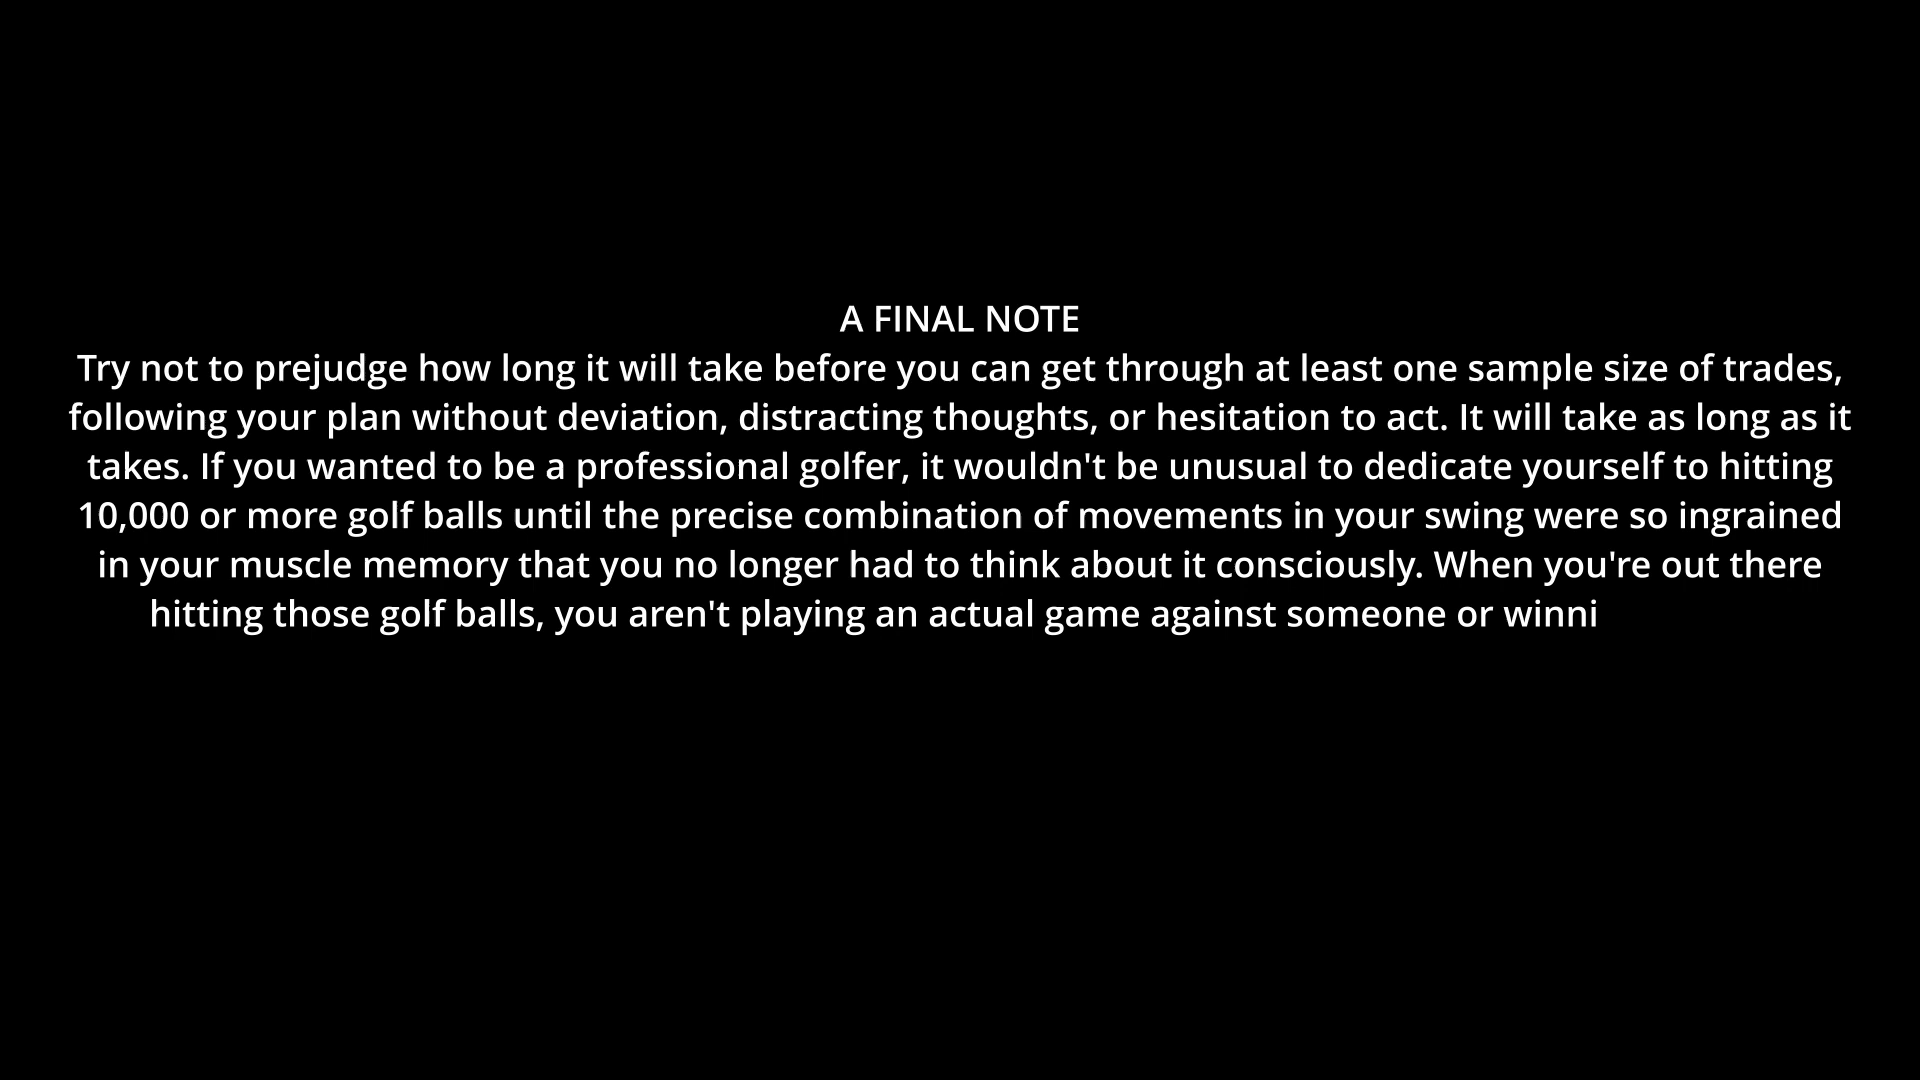 A FINAL NOTE
Try not to prejudge how long it will take before you can get through at least one sample size of trades,
following your plan without deviation, distracting thoughts, or hesitation to act. It will take as long as it
takes. If you wanted to be a professional golfer, it wouldn't be unusual to dedicate yourself to hitting
10,000 or more golf balls until the precise combination of movements in your swing were so ingrained
in your muscle memory that you no longer had to think about it consciously. When you're out there
hitting those golf balls, you aren't playing an actual game against someone or winni